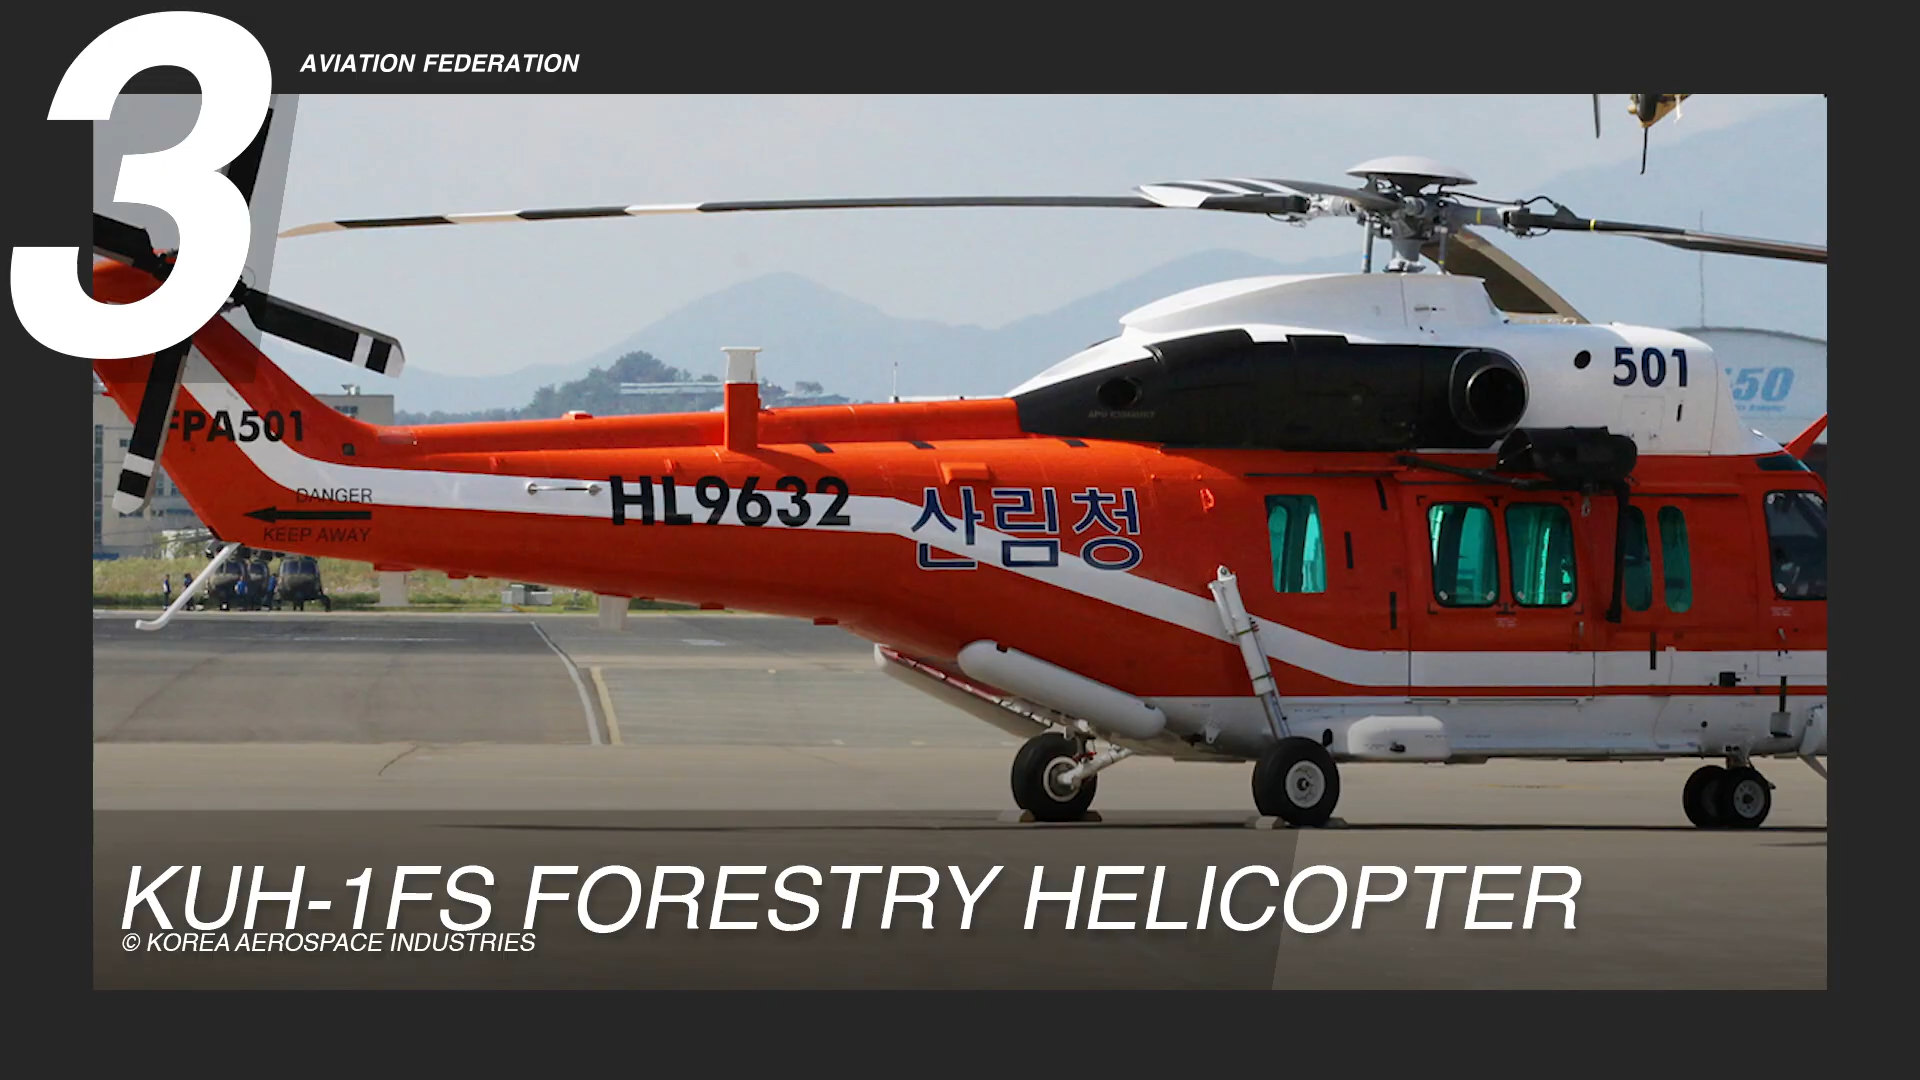 3
AVIATION FEDERATION
501
50
FPA501
DANGER
KEEP AWAY
HL9632
산림청
KUH-1FS FORESTRY HELICOPTER
© KOREA AEROSPACE INDUSTRIES